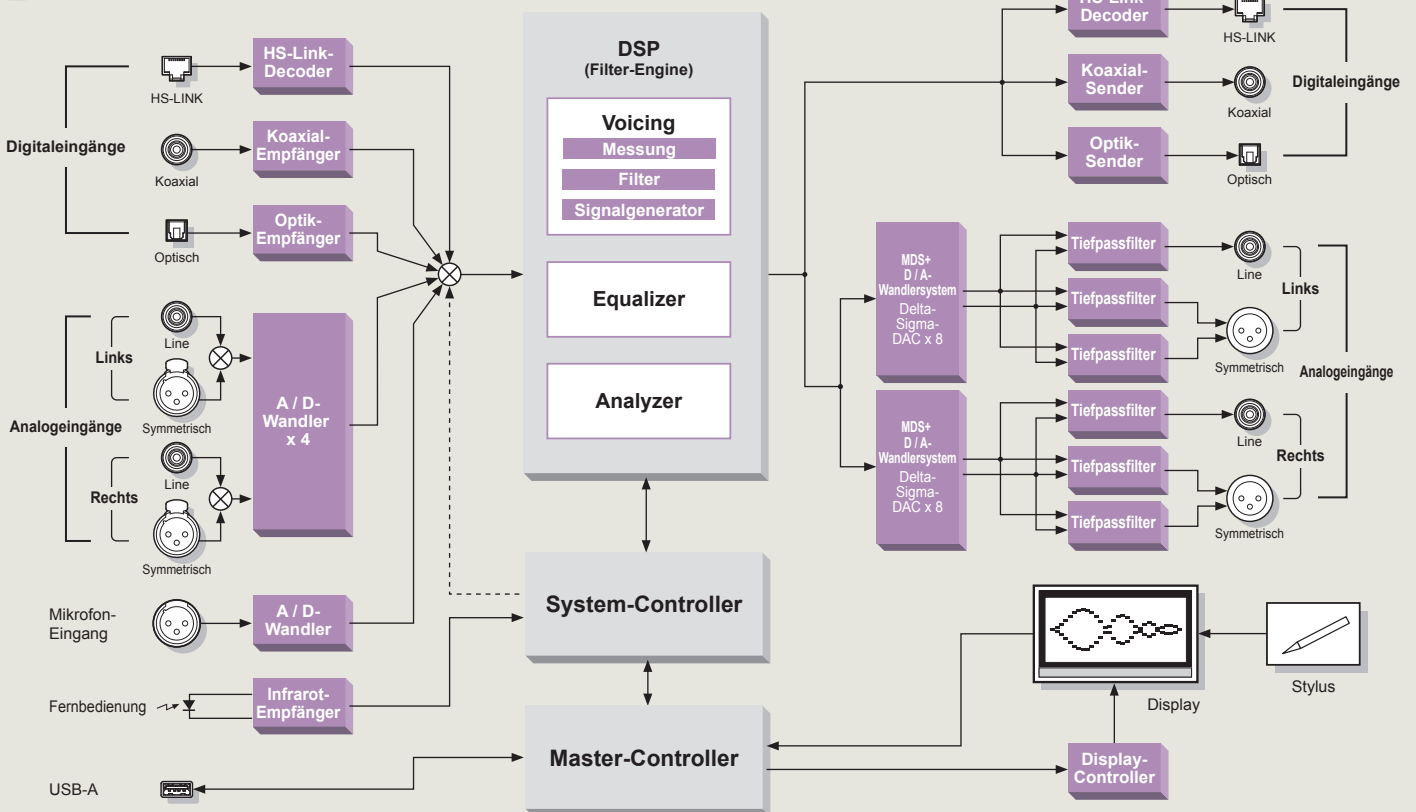 DSP
(Filter-Engine)
Voicing
Messung
Filter
Signalgenerator
Equalizer
Analyzer
System-Controller
Master-Controller
Digitaleingänge
HS-LINK
HS-Link-
Decoder
Koaxial
Koaxial-
Empfänger
Optisch
Optik-
Empfänger
Analogeingänge
Links
Line
Symmetrisch
Rechts
Line
Symmetrisch
A / D-
Wandler
x 4
Mikrofon-
Eingang
A / D-
Wandler
Fernbedienung
Infrarot-
Empfänger
USB-A
HS-Link-
Decoder
HS-LINK
Koaxial-
Sender
Koaxial
Optik-
Sender
Optisch
Digitaleingänge
MDS+
D / A-
Wandlersystem
Delta-
Sigma-
DAC x 8
Tiefpassfilter
Tiefpassfilter
Tiefpassfilter
Line
Symmetrisch
Links
Analogeingänge
MDS+
D / A-
Wandlersystem
Delta-
Sigma-
DAC x 8
Tiefpassfilter
Tiefpassfilter
Tiefpassfilter
Line
Symmetrisch
Rechts
Display
Stylus
Display-
Controller